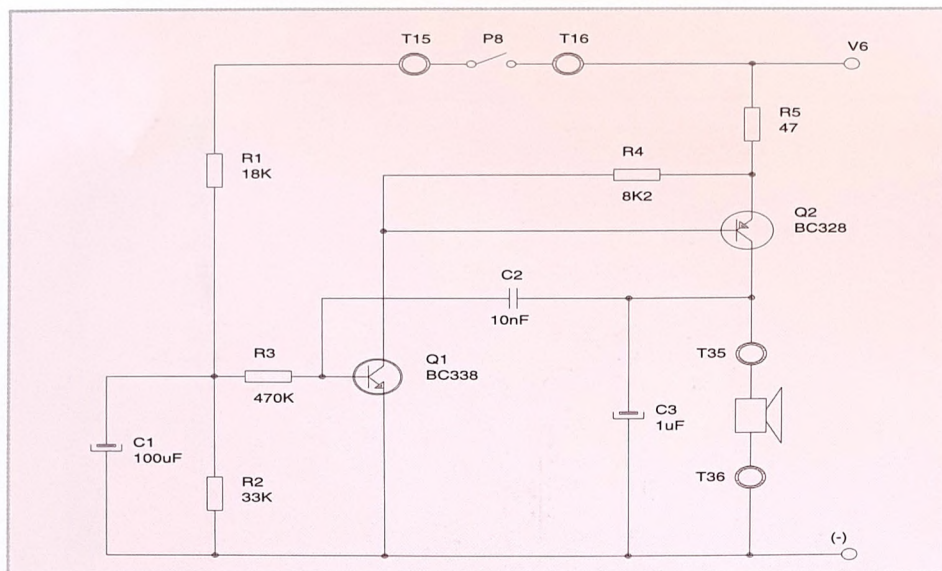 T15
P8
T16
V6
R5
47
R1
18K
R4
8K2
Q2
BC328
C2
10nF
R3
470K
Q1
BC338
T35
C3
1uF
C1
100uF
R2
33K
T36
(-)